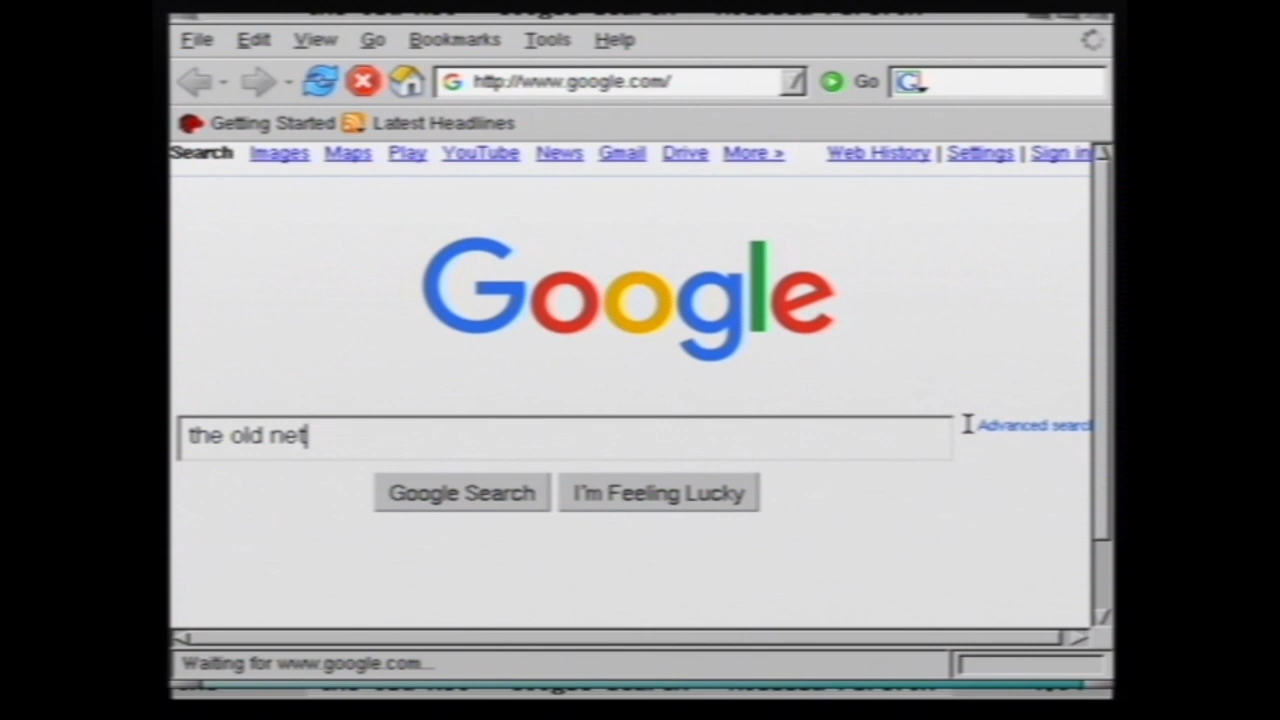 File Edit View Go Bookmarks Tools Help
http://www.google.com/ Go
Getting Started Latest Headlines
Search Images Maps Play YouTube News Gmail Drive More » Web History | Settings | Sign in
Google
the old net
Advanced search
Google Search I'm Feeling Lucky
Waiting for www.google.com...